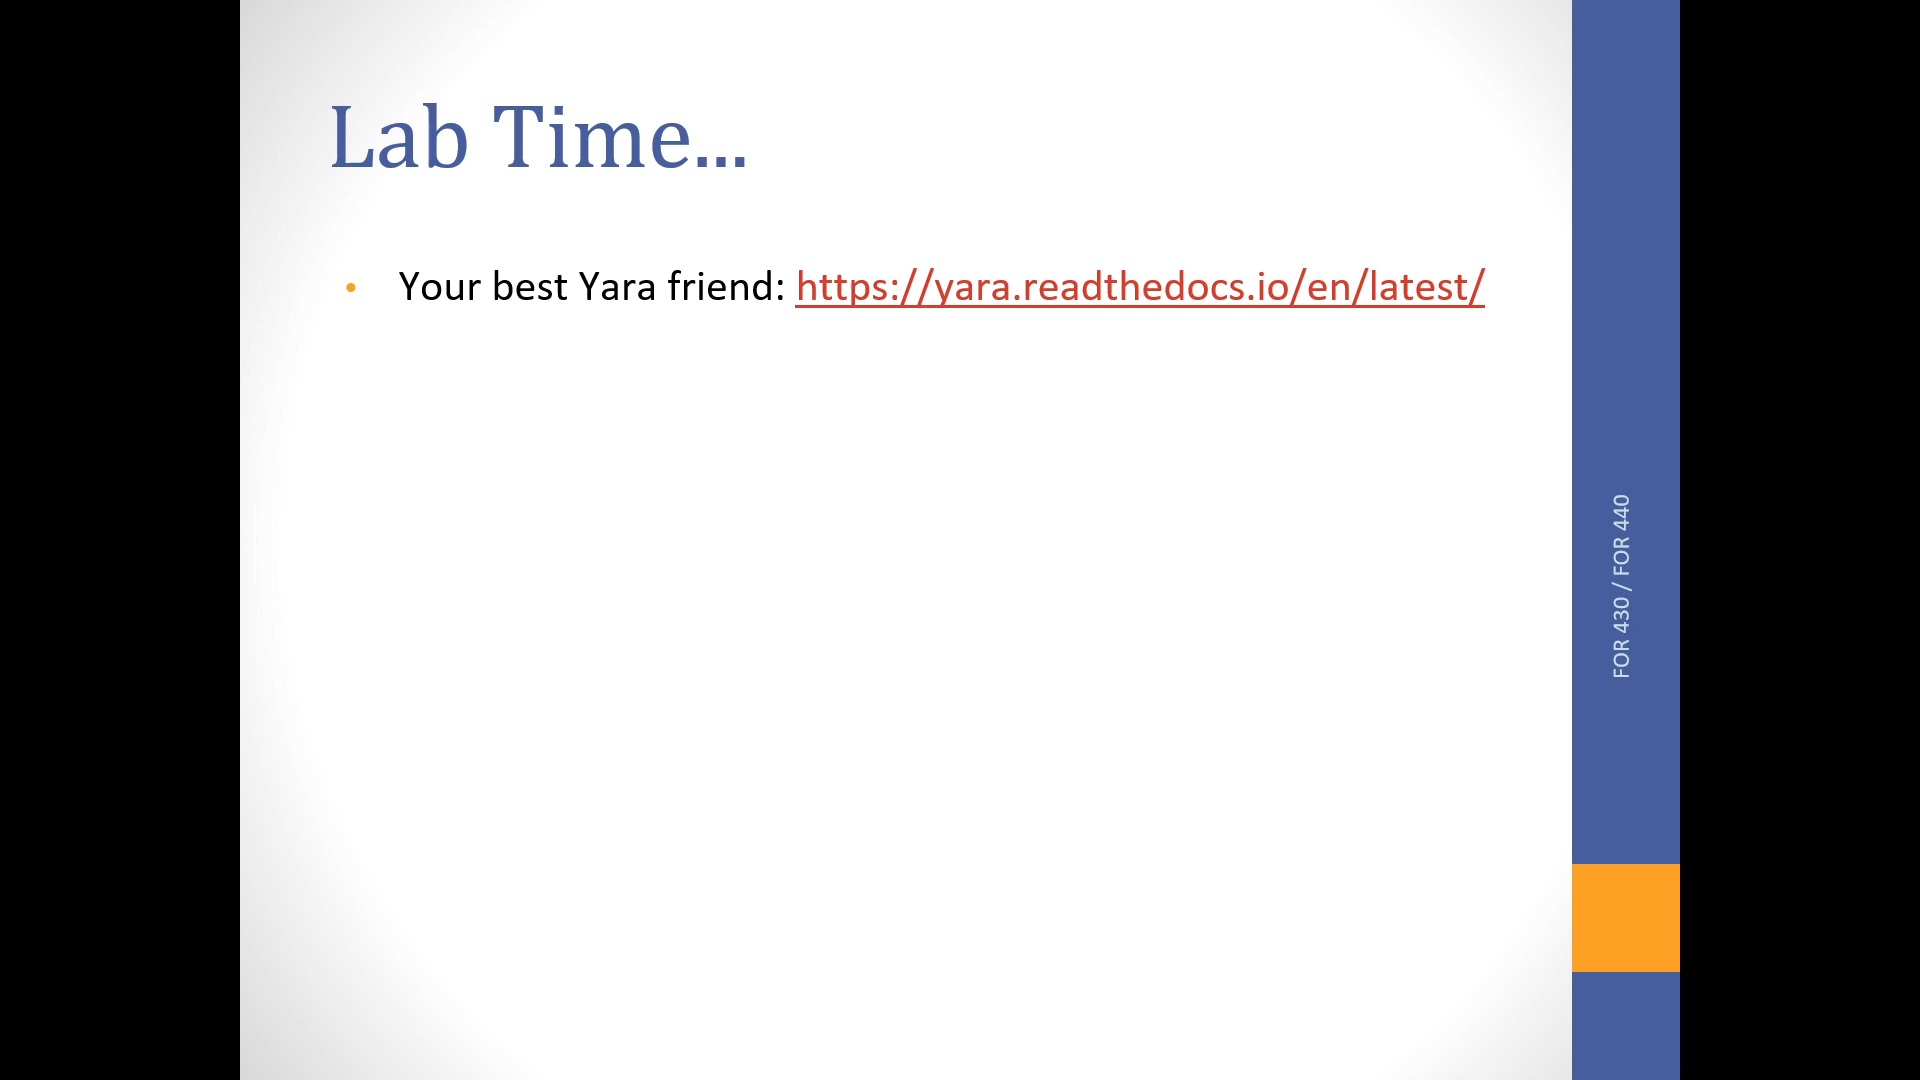 Lab Time...
• Your best Yara friend: https://yara.readthedocs.io/en/latest/
FOR 430 / FOR 440